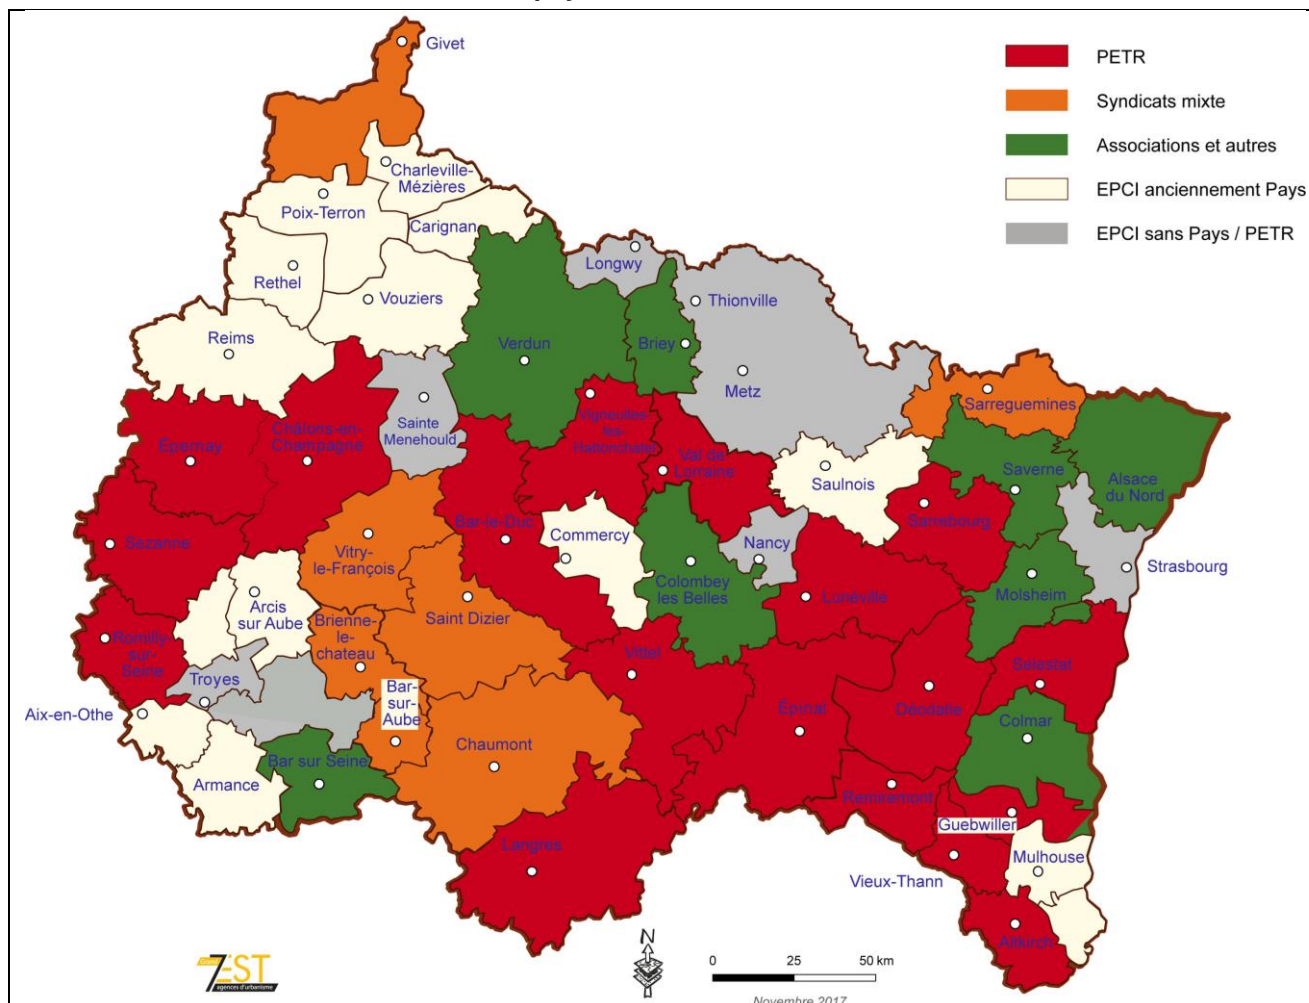 Givet
PETR
Syndicats mixte
Associations et autres
EPCI anciennement Pays
EPCI sans Pays / PETR
Charleville-
Mézières
Poix-Terron
Carignan
Longwy
Rethel
Vouziers
Thionville
Reims
Verdun
Briey
Metz
Sainte
Menehould
Vigneulles-
les-
Hattonchatel
Sarreguemines
Châlons-en-
Champagne
Épernay
Val de
Lorraine
Saulnois
Saverne
Alsace
du Nord
Sarrebourg
Bar-le-Duc
Commercy
Nancy
Sezanne
Vitry-
le-François
Strasbourg
Colombey
les Belles
Molsheim
Lunéville
Arcis
sur Aube
Saint Dizier
Brienne-
le-
chateau
Romilly-
sur-
Seine
Vittel
Sélestat
Troyes
Bar-
sur-
Aube
Aix-en-Othe
Épinal
Déodatie
Colmar
Chaumont
Bar sur Seine
Armance
Remiremont
Guebwiller
Langres
Mulhouse
Vieux-Thann
Altkirch
7EST
agences d'urbanisme
N
0 25 50 km
Novembre 2017